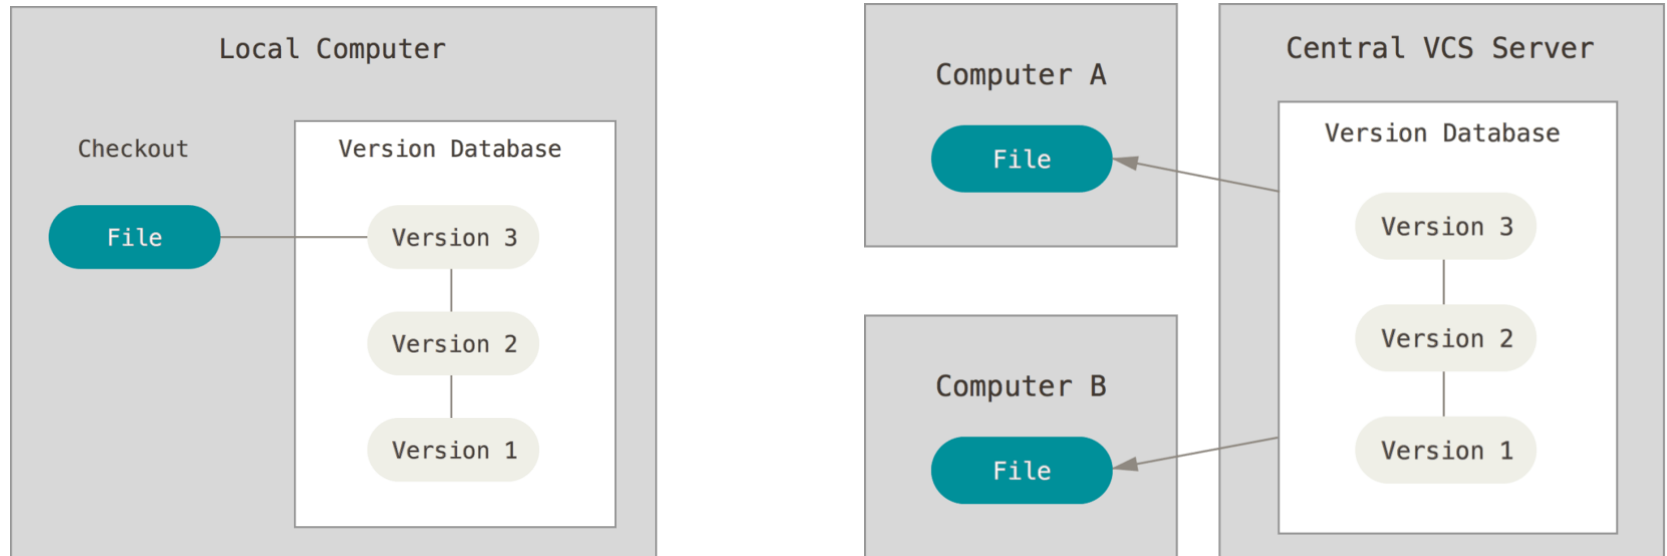 Local Computer
Checkout
Version Database
File
Version 3
Version 2
Version 1
Computer A
File
Computer B
File
Central VCS Server
Version Database
Version 3
Version 2
Version 1